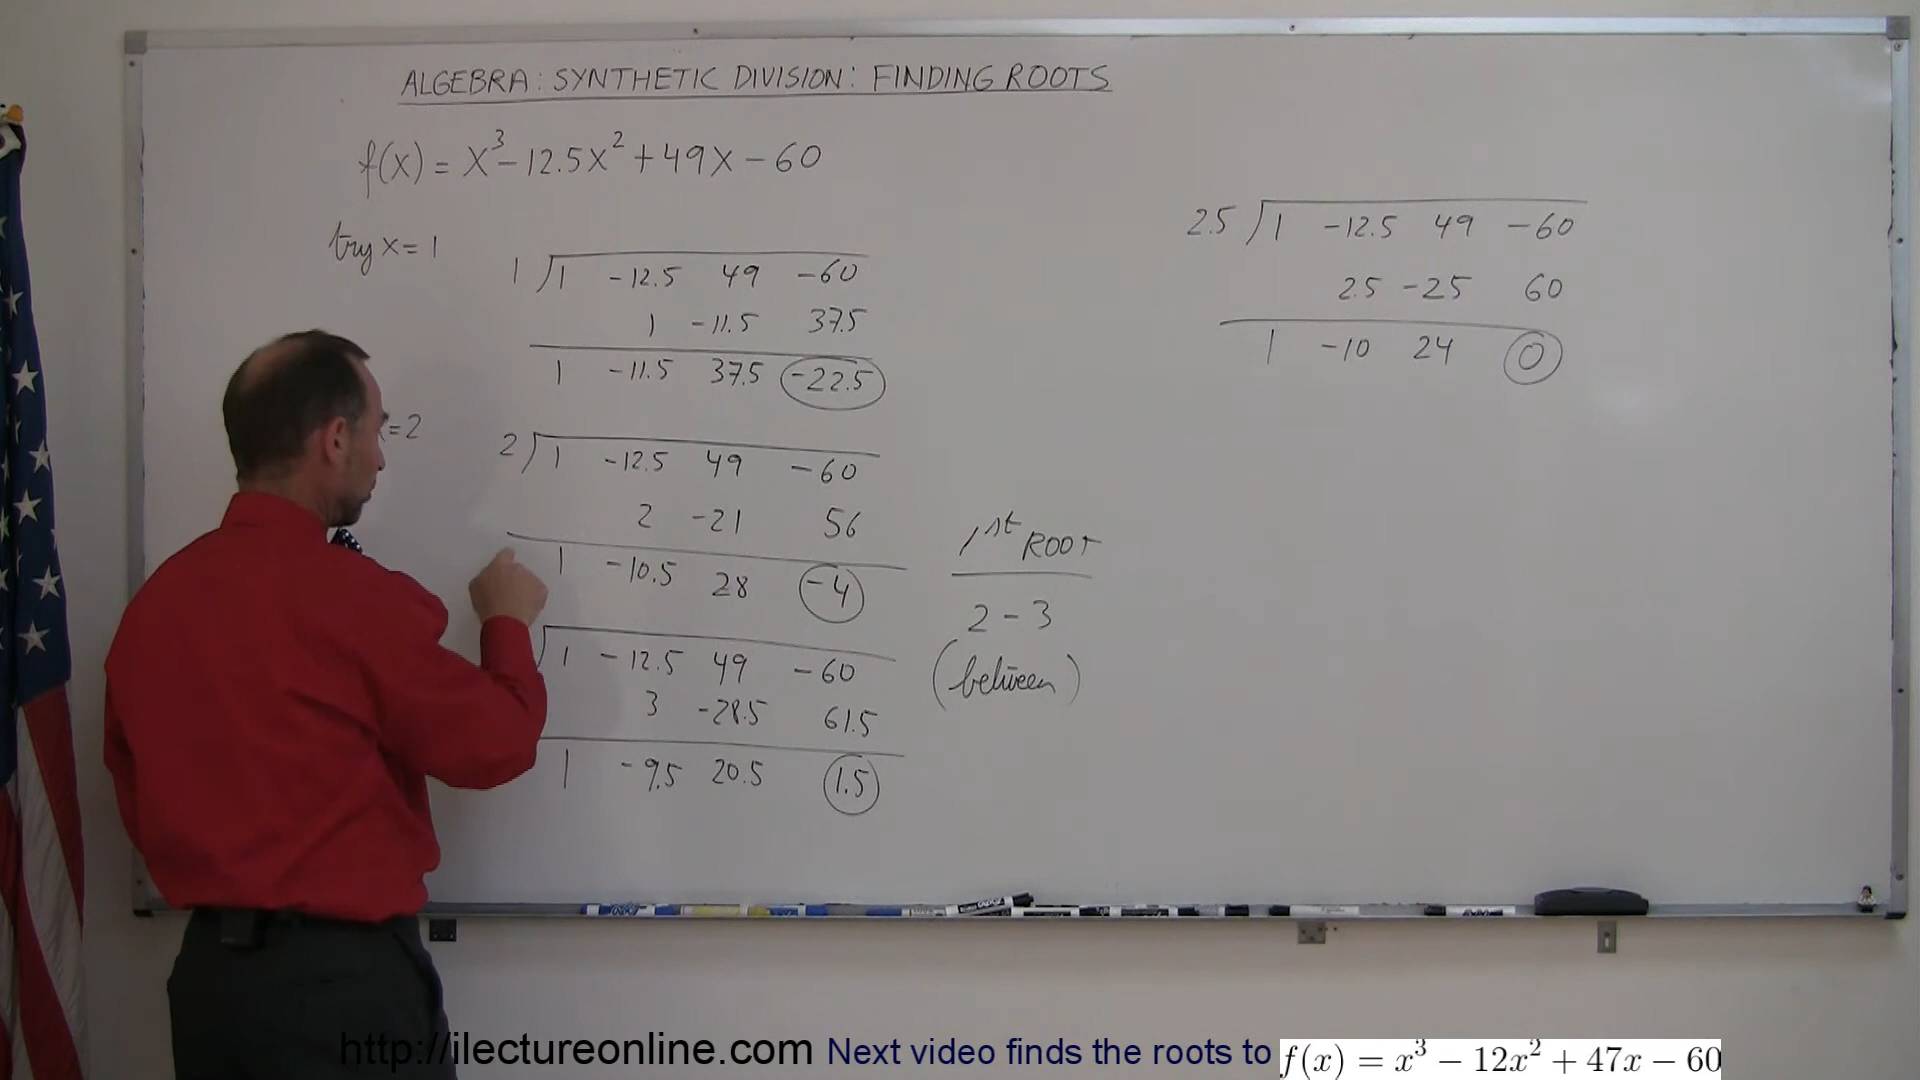 ALGEBRA: SYNTHETIC DIVISION: FINDING ROOTS
f(x) = x³ - 12.5x² + 49x - 60
try x = 1
1 1 -12.5 49 -60
1 -11.5 37.5
1 -11.5 37.5 -22.5
=2
2 1 -12.5 49 -60
2 -21 56
1 -10.5 28 -4
1 -12.5 49 -60
3 -28.5 61.5
1 -9.5 20.5 1.5
1st ROOT
2 - 3
(between)
2.5 1 -12.5 49 -60
2.5 -25 60
1 -10 24 0
http://ilectureonline.com Next video finds the roots to f(x) = x³ − 12x² + 47x − 60